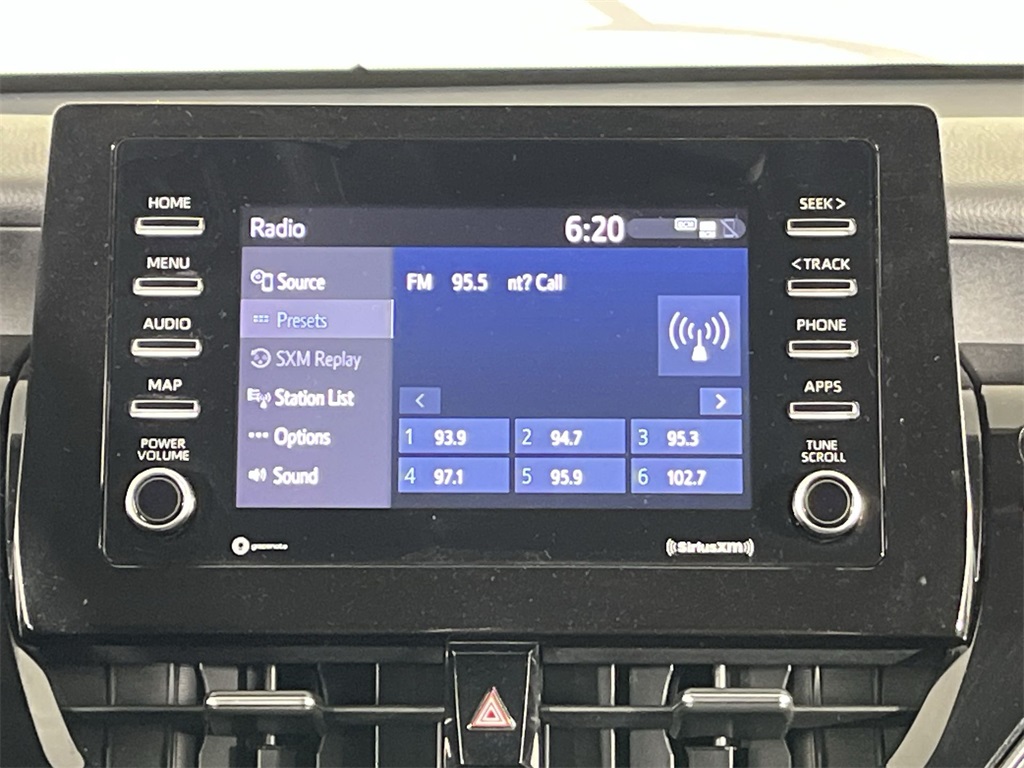 HOME
MENU
AUDIO
MAP
POWER
VOLUME
Radio
6:20
Source
Presets
SXM Replay
Station List
Options
Sound
FM 95.5 nt? Call
<
>
1 93.9
2 94.7
3 95.3
4 97.1
5 95.9
6 102.7
SEEK >
< TRACK
PHONE
APPS
TUNE
SCROLL
((SiriusXM))